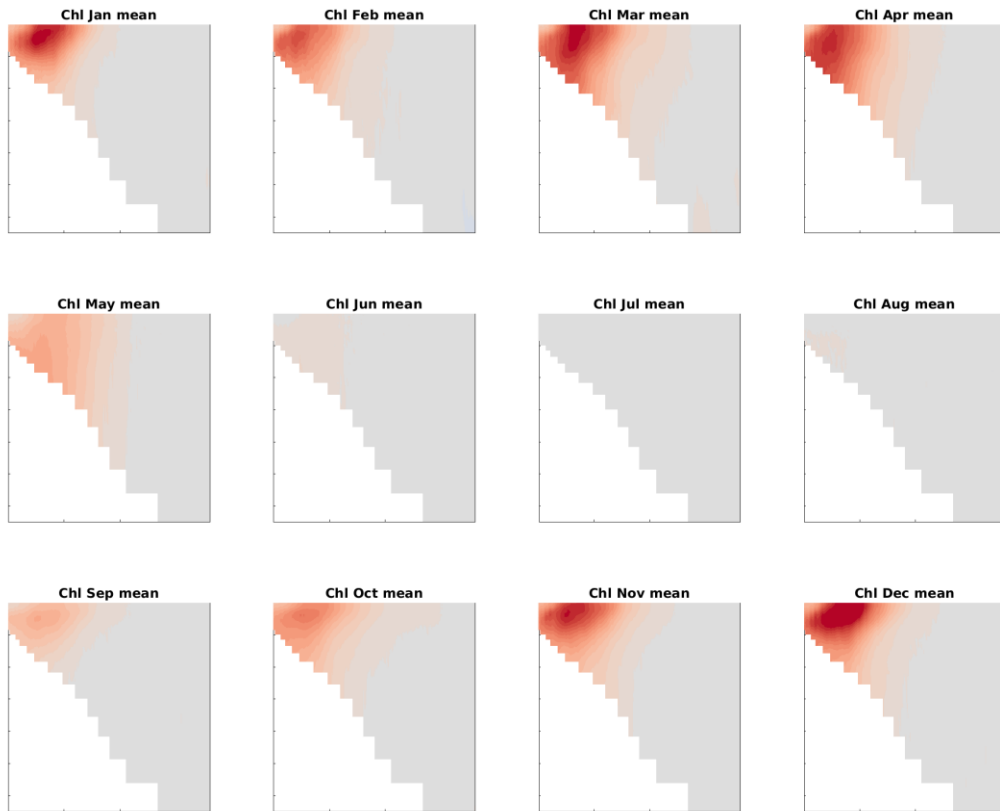 Chl Jan mean
Chl Feb mean
Chl Mar mean
Chl Apr mean
Chl May mean
Chl Jun mean
Chl Jul mean
Chl Aug mean
Chl Sep mean
Chl Oct mean
Chl Nov mean
Chl Dec mean